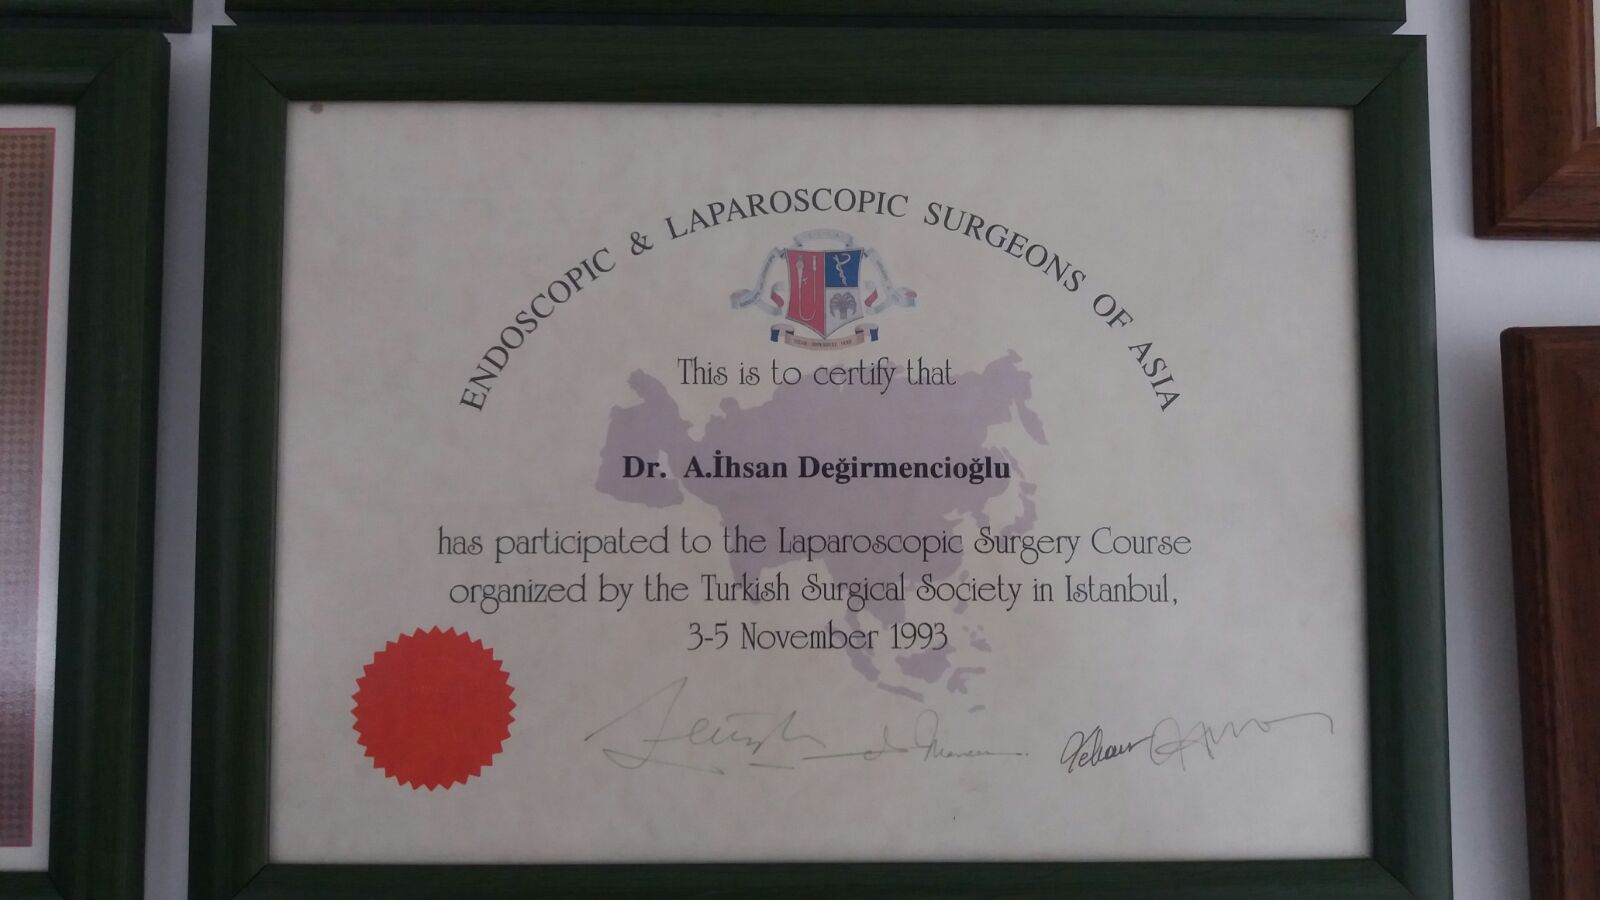 ENDOSCOPIC & LAPAROSCOPIC SURGEONS OF ASIA
This is to certify that
Dr. A.İhsan Değirmencioğlu
has participated to the Laparoscopic Surgery Course
organized by the Turkish Surgical Society in Istanbul,
3-5 November 1993